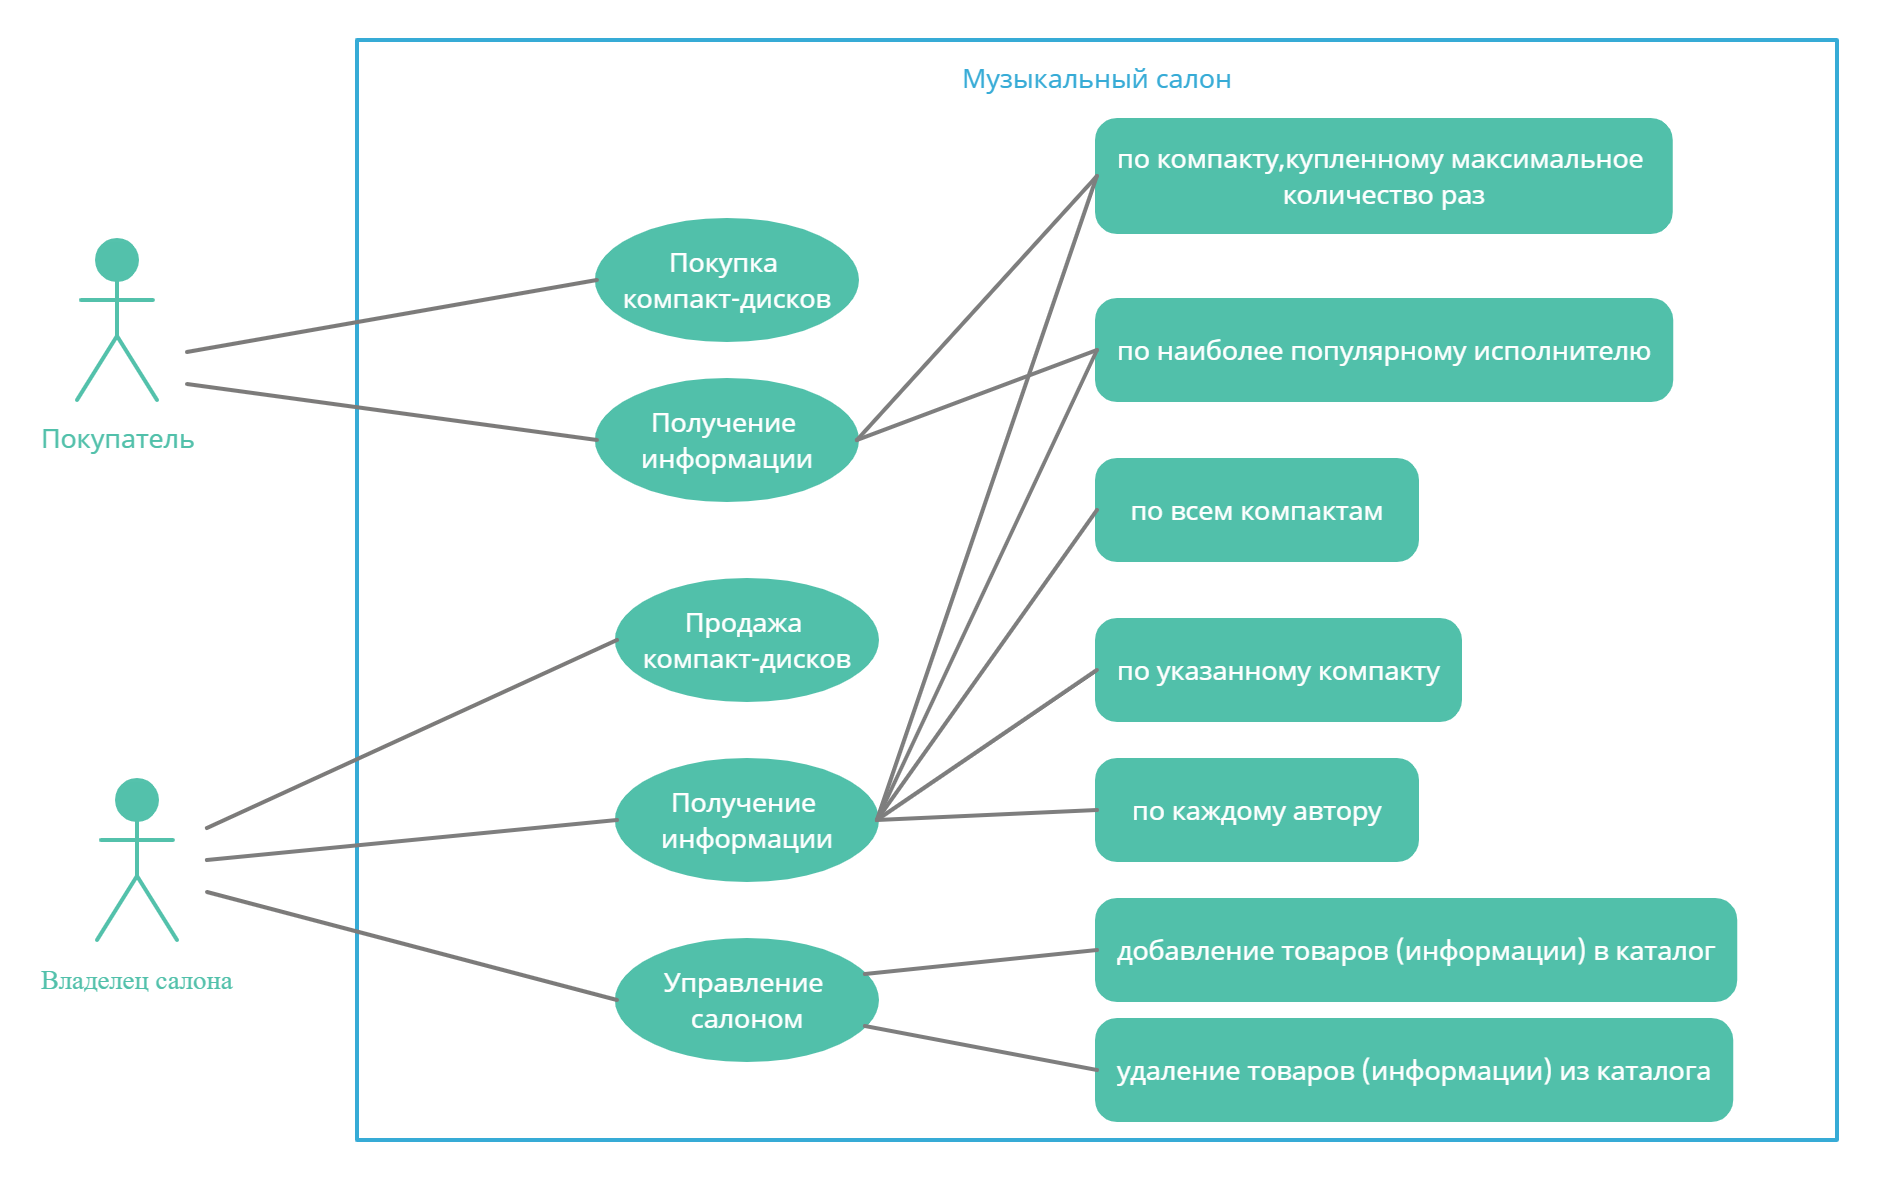 Музыкальный салон
по компакту,купленному максимальное
количество раз
Покупка
компакт-дисков
по наиболее популярному исполнителю
Покупатель
Получение
информации
по всем компактам
Продажа
компакт-дисков
по указанному компакту
Получение
информации
по каждому автору
Владелец салона
Управление
салоном
добавление товаров (информации) в каталог
удаление товаров (информации) из каталога